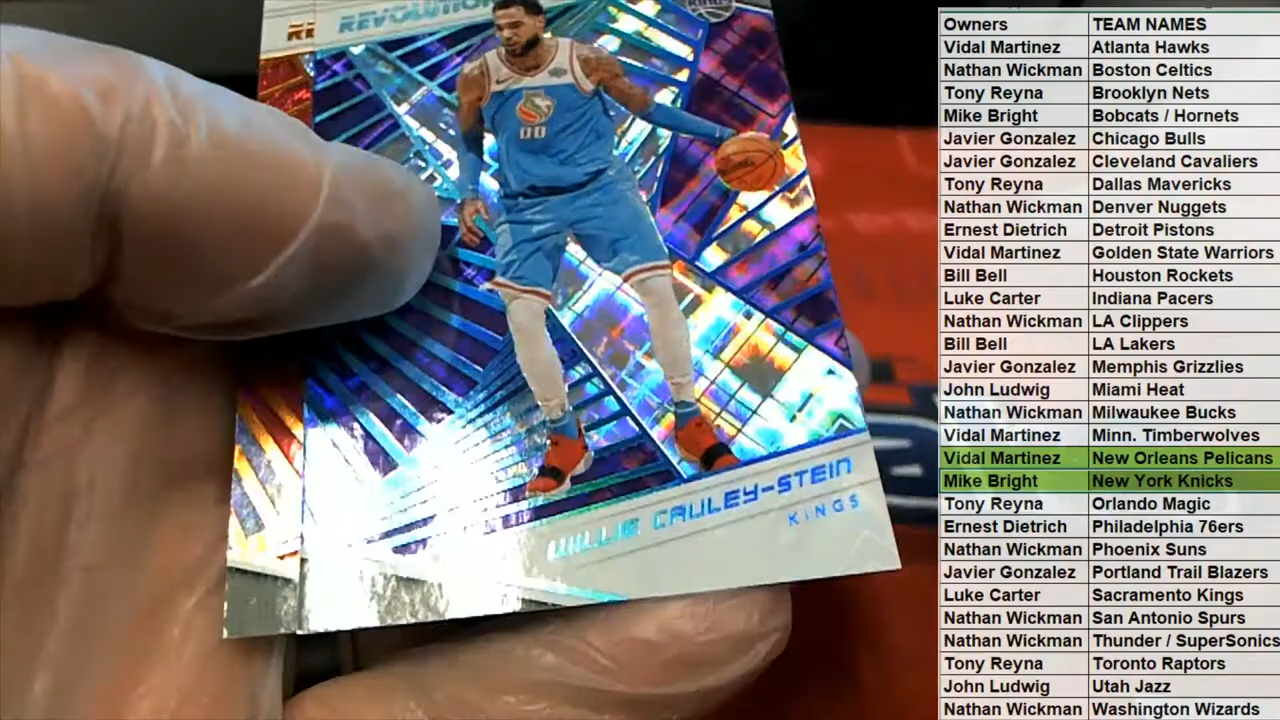 REVOLUTION
KINGS
00
WILLIE CAULEY-STEIN
KINGS
Owners TEAM NAMES
Vidal Martinez Atlanta Hawks
Nathan Wickman Boston Celtics
Tony Reyna Brooklyn Nets
Mike Bright Bobcats / Hornets
Javier Gonzalez Chicago Bulls
Javier Gonzalez Cleveland Cavaliers
Tony Reyna Dallas Mavericks
Nathan Wickman Denver Nuggets
Ernest Dietrich Detroit Pistons
Vidal Martinez Golden State Warriors
Bill Bell Houston Rockets
Luke Carter Indiana Pacers
Nathan Wickman LA Clippers
Bill Bell LA Lakers
Javier Gonzalez Memphis Grizzlies
John Ludwig Miami Heat
Nathan Wickman Milwaukee Bucks
Vidal Martinez Minn. Timberwolves
Vidal Martinez New Orleans Pelicans
Mike Bright New York Knicks
Tony Reyna Orlando Magic
Ernest Dietrich Philadelphia 76ers
Nathan Wickman Phoenix Suns
Javier Gonzalez Portland Trail Blazers
Luke Carter Sacramento Kings
Nathan Wickman San Antonio Spurs
Nathan Wickman Thunder / SuperSonics
Tony Reyna Toronto Raptors
John Ludwig Utah Jazz
Nathan Wickman Washington Wizards